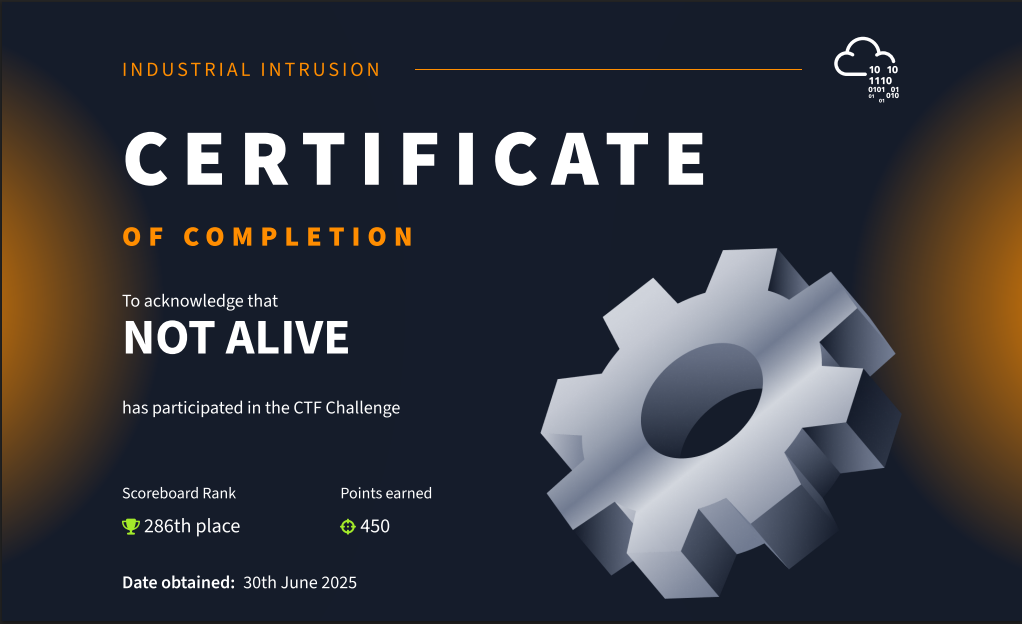 INDUSTRIAL INTRUSION
10 10
1110
0101 01
01 01 010
CERTIFICATE
OF COMPLETION
To acknowledge that
NOT ALIVE
has participated in the CTF Challenge
Scoreboard Rank Points earned
286th place 450
Date obtained: 30th June 2025